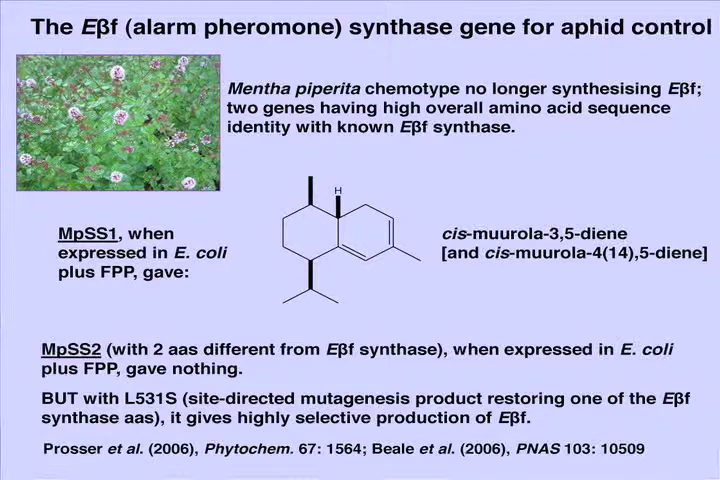 The Eβf (alarm pheromone) synthase gene for aphid control
Mentha piperita chemotype no longer synthesising Eβf;
two genes having high overall amino acid sequence
identity with known Eβf synthase.
H
MpSS1, when
expressed in E. coli
plus FPP, gave:
cis-muurola-3,5-diene
[and cis-muurola-4(14),5-diene]
MpSS2 (with 2 aas different from Eβf synthase), when expressed in E. coli
plus FPP, gave nothing.
BUT with L531S (site-directed mutagenesis product restoring one of the Eβf
synthase aas), it gives highly selective production of Eβf.
Prosser et al. (2006), Phytochem. 67: 1564; Beale et al. (2006), PNAS 103: 10509